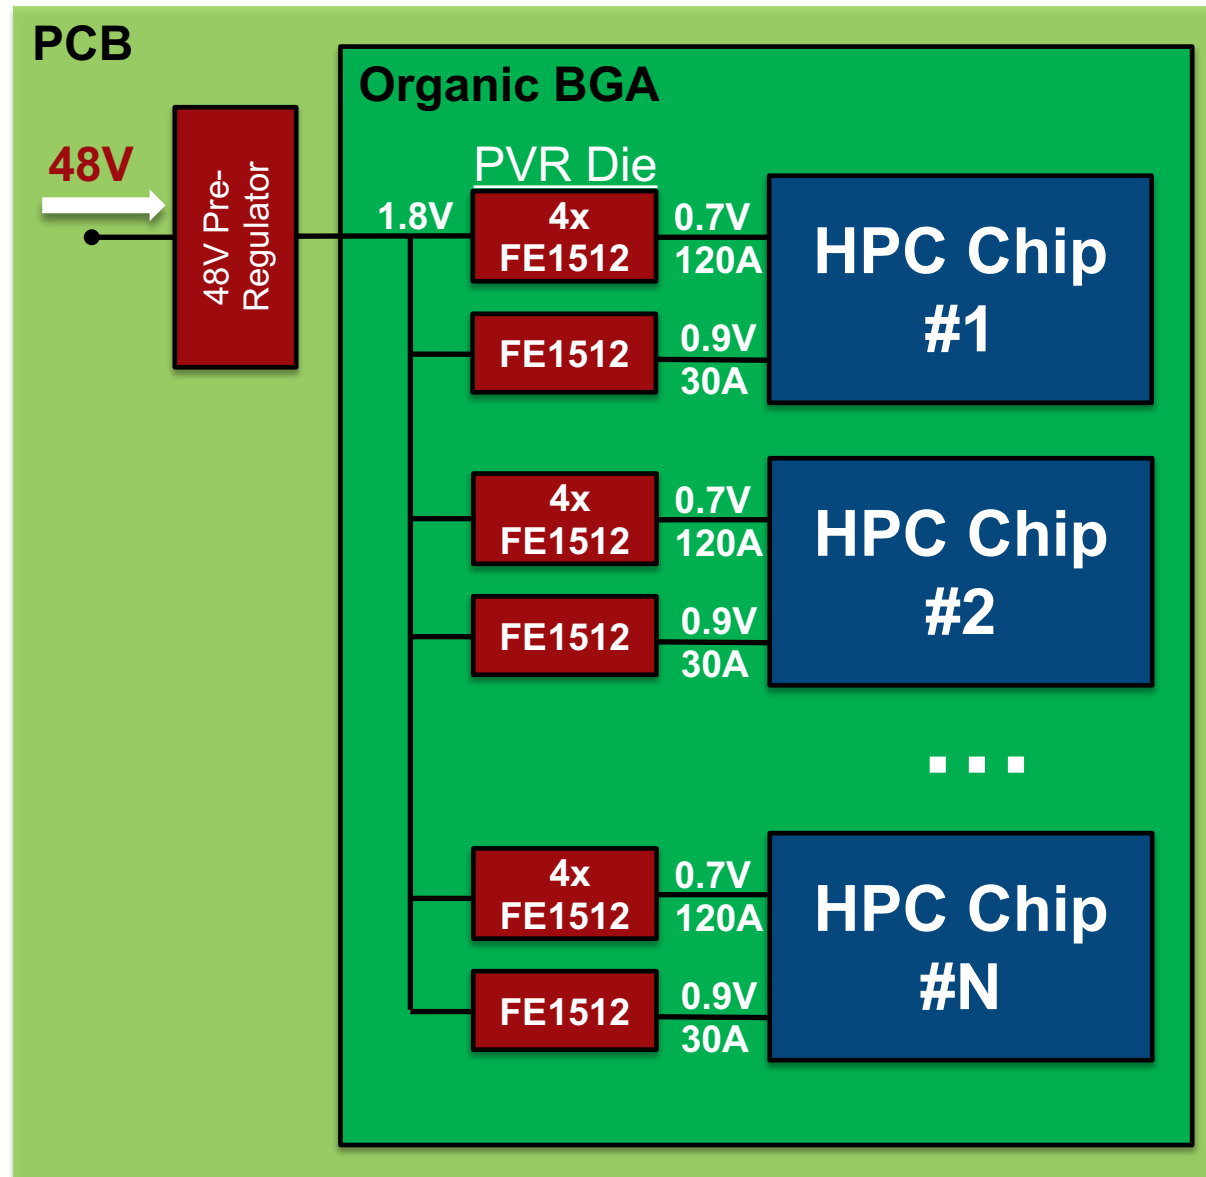 PCB
Organic BGA
48V
48V Pre-
Regulator
PVR Die
1.8V
4x
FE1512
0.7V
120A
HPC Chip
#1
FE1512
0.9V
30A
4x
FE1512
0.7V
120A
HPC Chip
#2
FE1512
0.9V
30A
...
4x
FE1512
0.7V
120A
HPC Chip
#N
FE1512
0.9V
30A